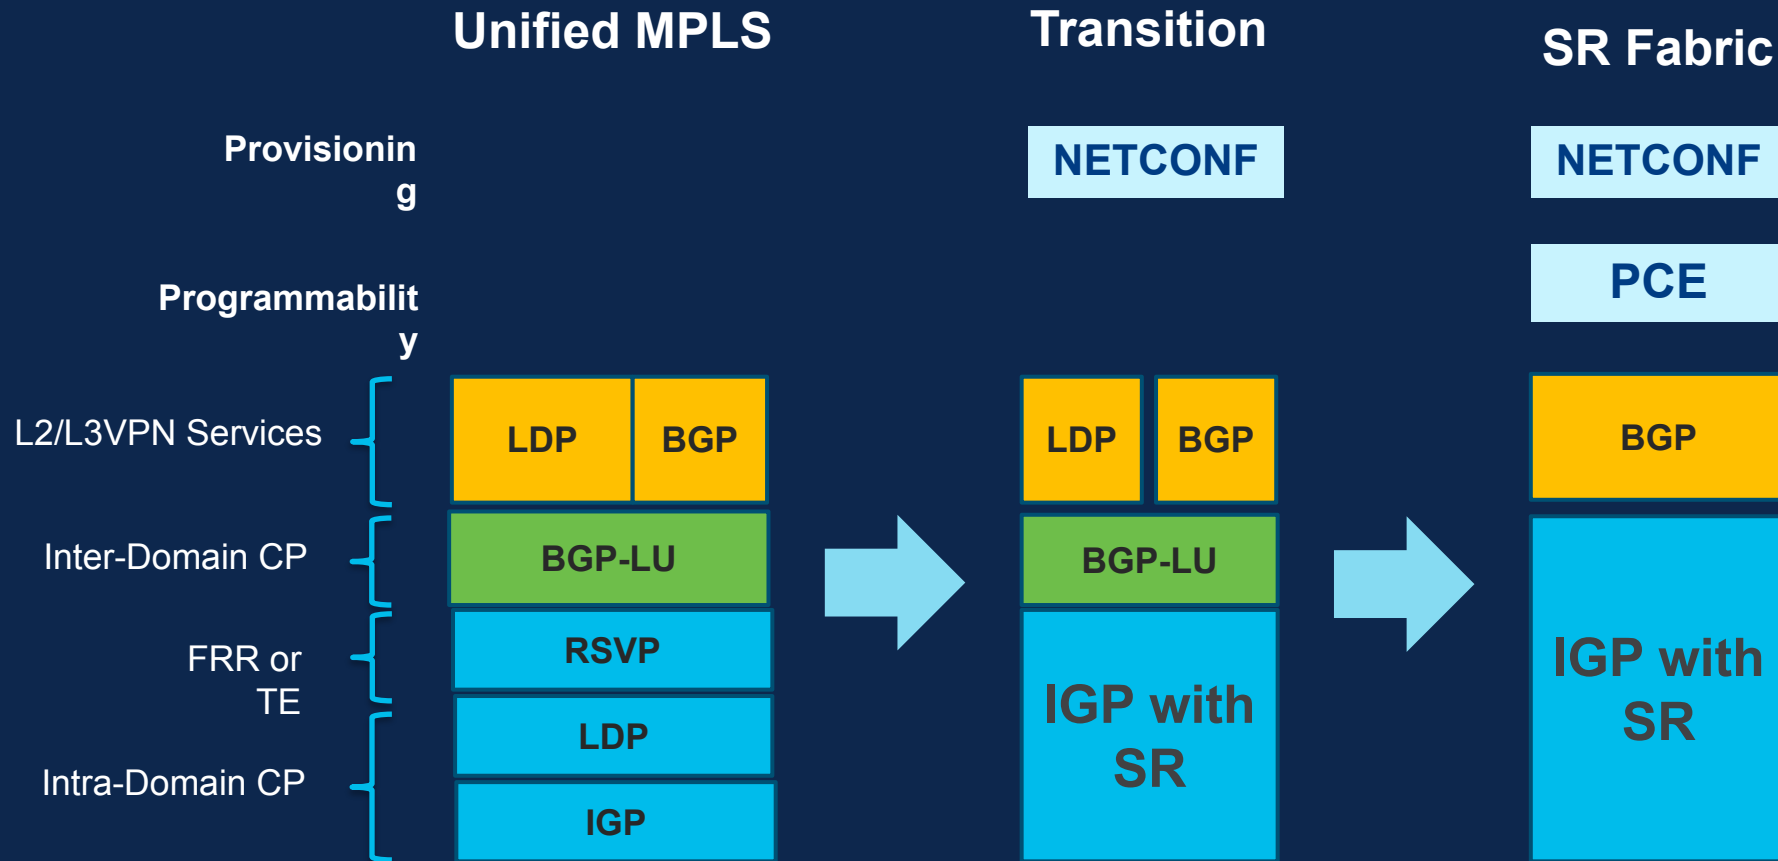 Unified MPLS
Transition
SR Fabric
Provisionin
g
NETCONF
NETCONF
Programmabilit
y
PCE
L2/L3VPN Services
LDP
BGP
LDP
BGP
BGP
Inter-Domain CP
BGP-LU
BGP-LU
FRR or
TE
RSVP
IGP with
SR
IGP with
SR
LDP
Intra-Domain CP
IGP